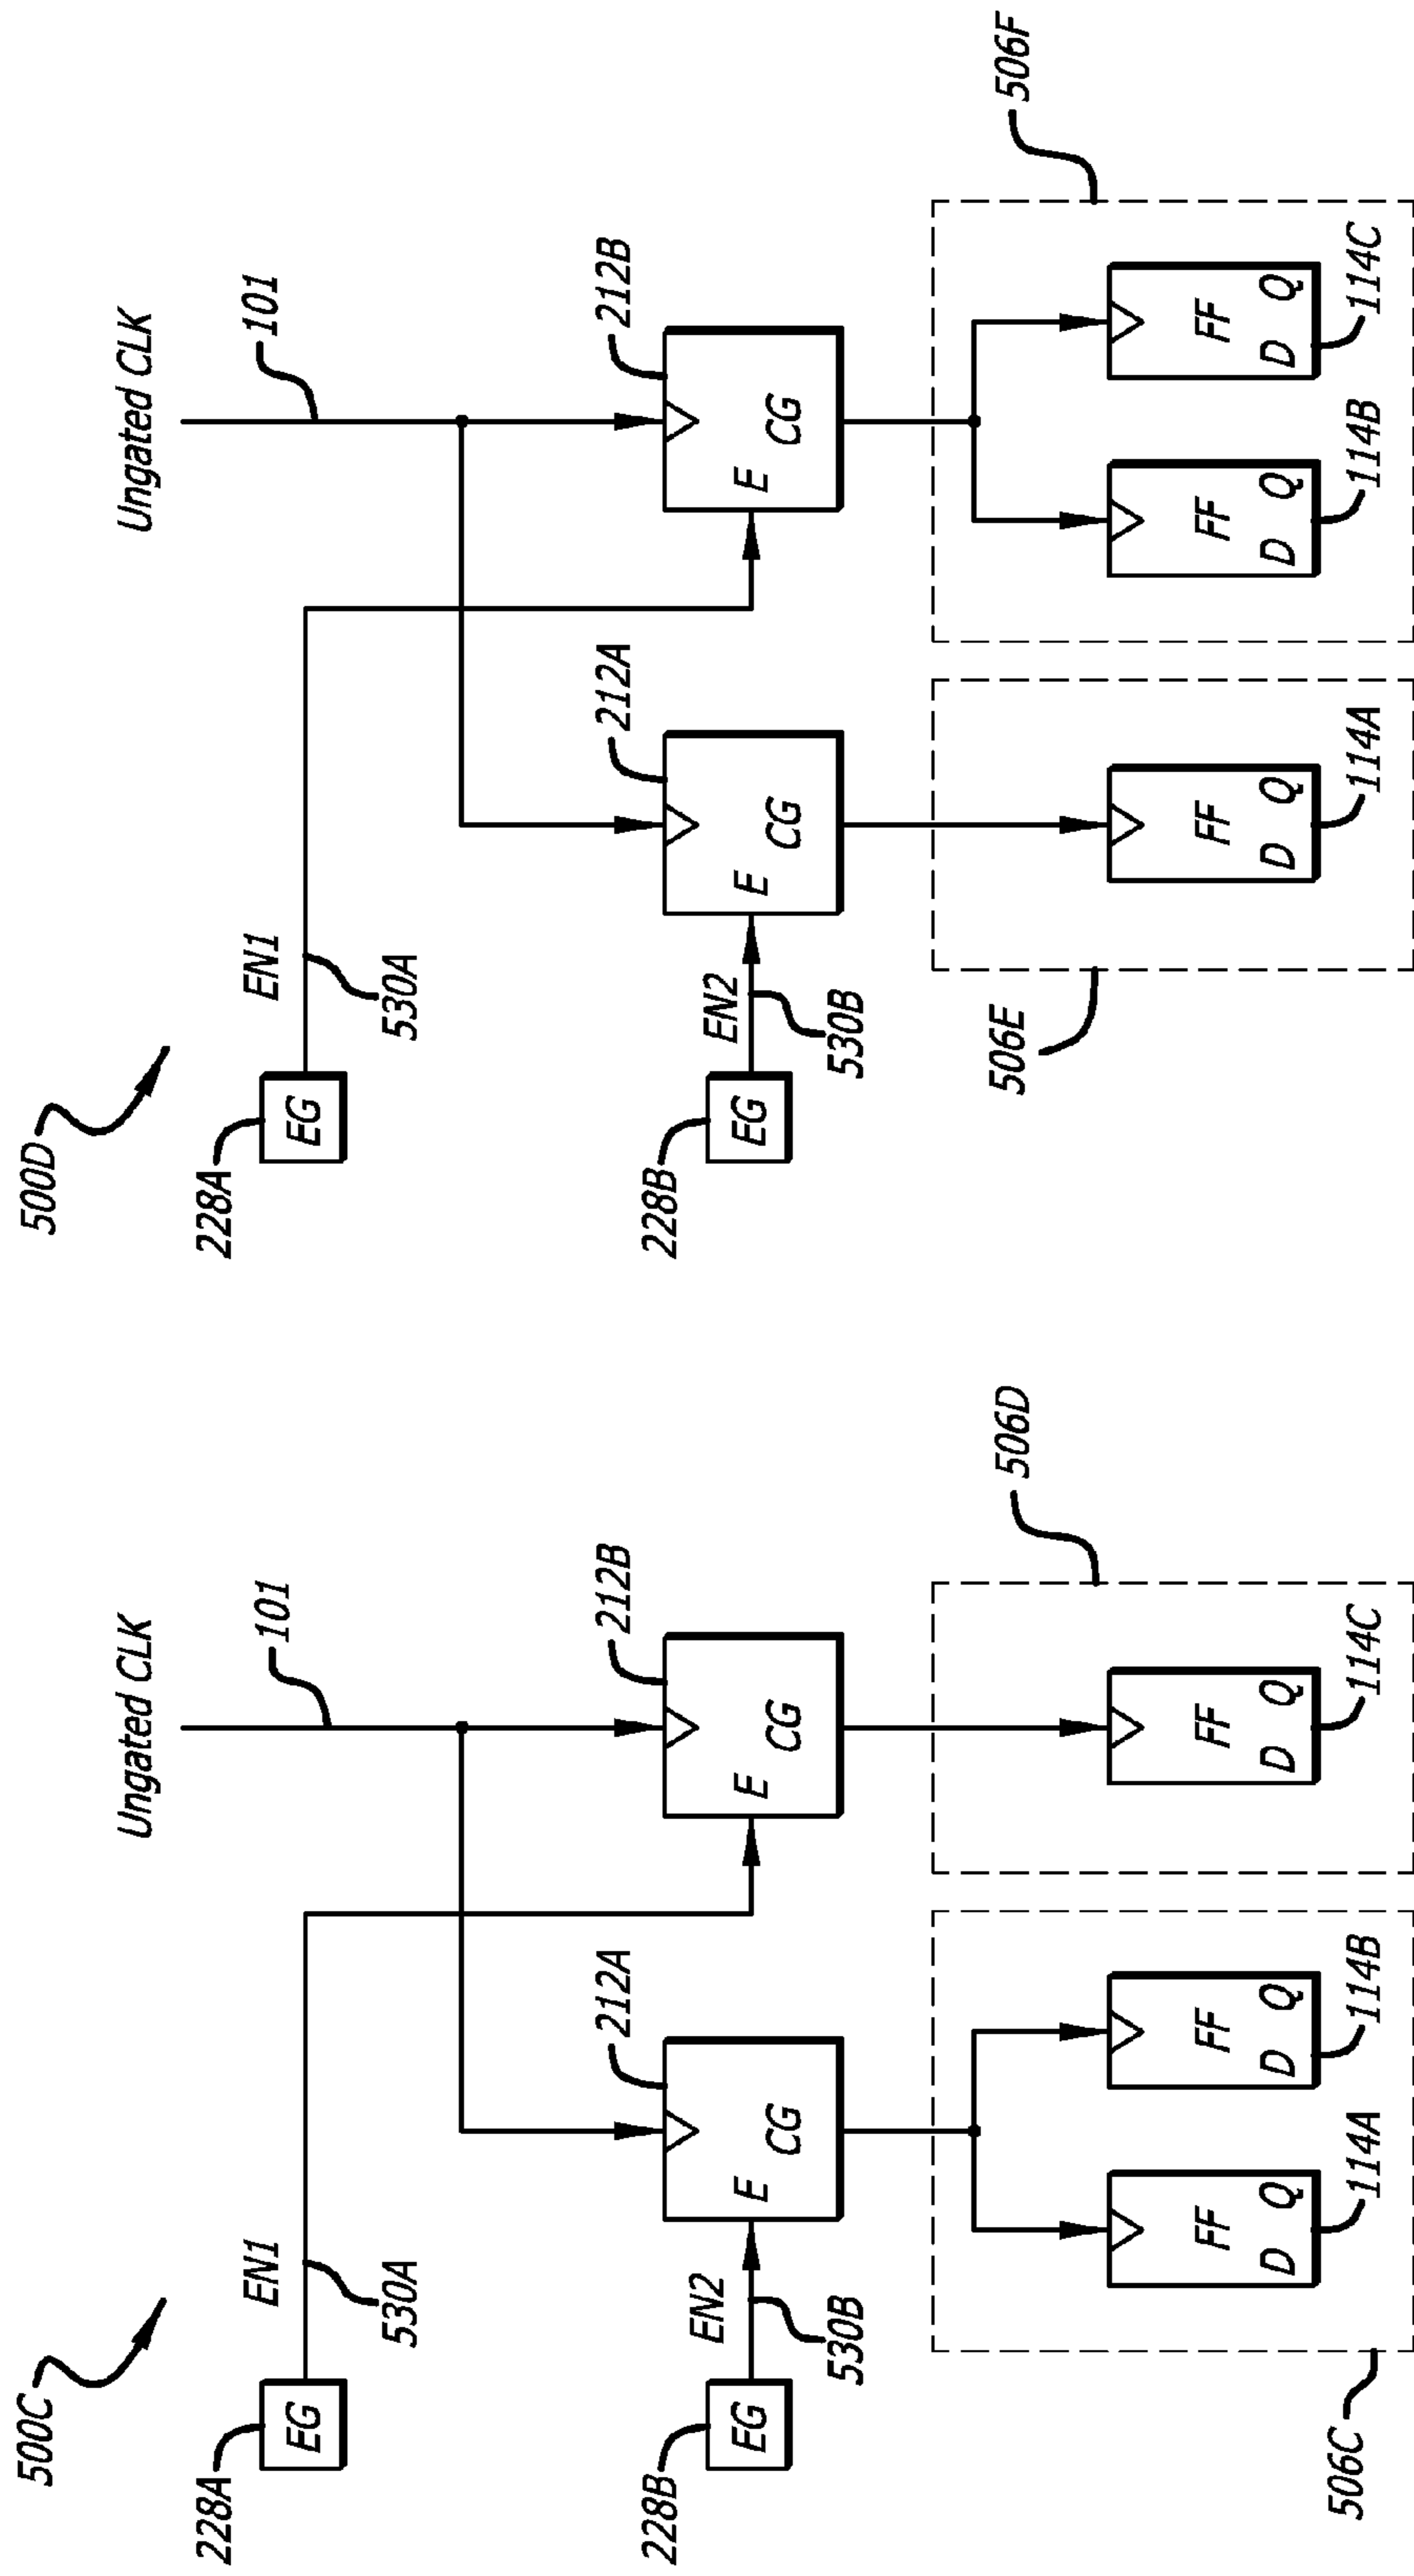 500C
Ungated CLK
101
EN1
228A
EG
530A
212A
212B
EN2
E
CG
E
CG
228B
EG
530B
506D
FF
D Q
FF
D Q
FF
D Q
506C
114A
114B
114C
500D
Ungated CLK
101
EN1
228A
EG
530A
212A
212B
EN2
E
CG
E
CG
228B
EG
530B
506E
506F
FF
D Q
FF
D Q
FF
D Q
114A
114B
114C